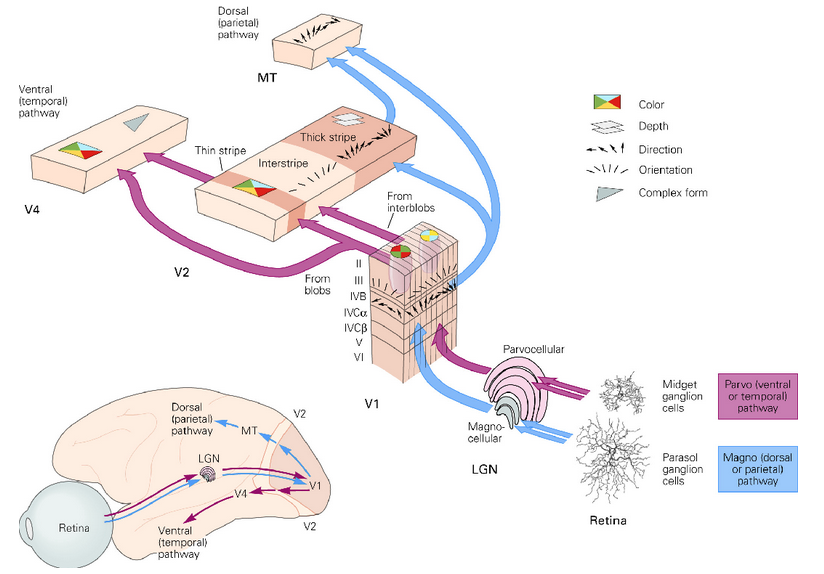 Dorsal
(parietal)
pathway
MT
Ventral
(temporal)
pathway
V4
Thin stripe
Interstripe
Thick stripe
V2
From
interblobs
From
blobs
II
III
IVB
IVCα
IVCβ
V
VI
V1
Color
Depth
Direction
Orientation
Complex form
Parvocellular
Magno-
cellular
LGN
Midget
ganglion
cells
Parvo (ventral
or temporal)
pathway
Parasol
ganglion
cells
Magno (dorsal
or parietal)
pathway
Retina
Dorsal
(parietal)
pathway
MT
V2
LGN
V1
V4
V2
Retina
Ventral
(temporal)
pathway